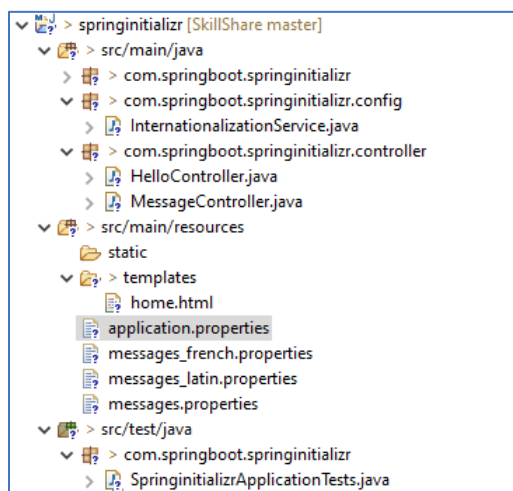 > springinitializr [SkillShare master]
> src/main/java
> com.springboot.springinitializr
> com.springboot.springinitializr.config
InternationalizationService.java
> com.springboot.springinitializr.controller
HelloController.java
MessageController.java
> src/main/resources
static
> templates
home.html
application.properties
messages_french.properties
messages_latin.properties
messages.properties
> src/test/java
> com.springboot.springinitializr
SpringinitializrApplicationTests.java